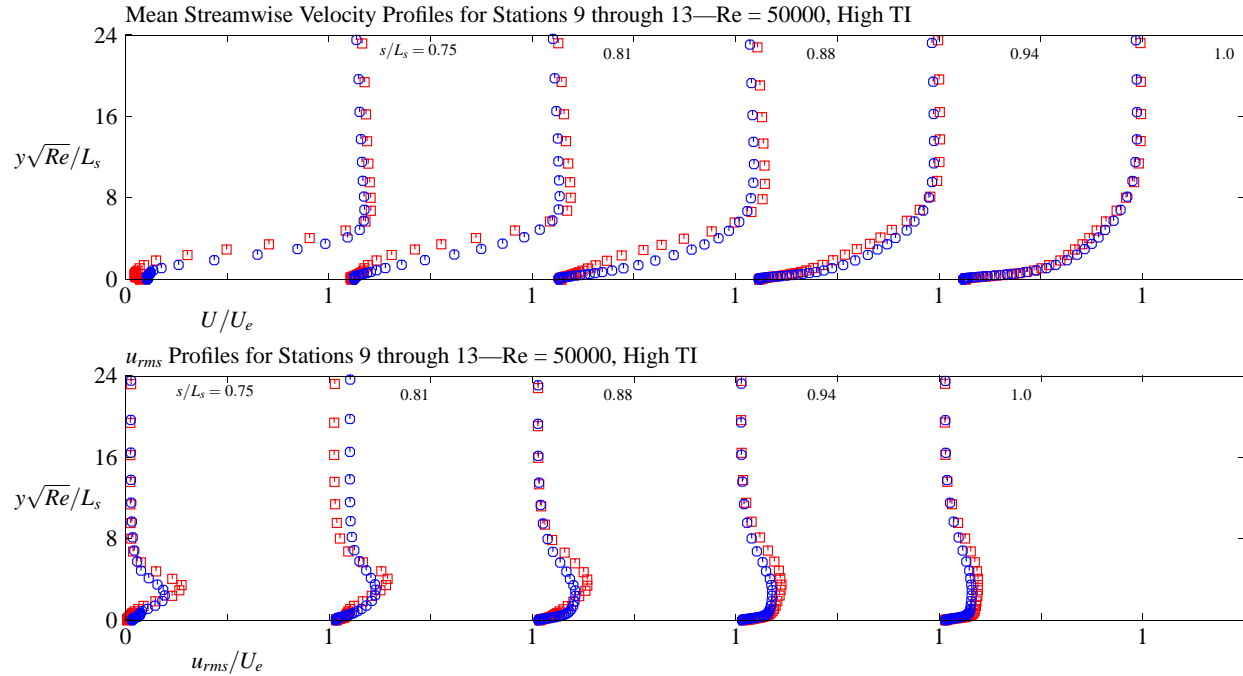 Mean Streamwise Velocity Profiles for Stations 9 through 13—Re = 50000, High TI
24
s/Ls = 0.75
0.81
0.88
0.94
1.0
16
y√Re/Ls
8
0
0 1 1 1 1 1
U/Ue
urms Profiles for Stations 9 through 13—Re = 50000, High TI
24
s/Ls = 0.75
0.81
0.88
0.94
1.0
16
y√Re/Ls
8
0
0 1 1 1 1 1
urms/Ue